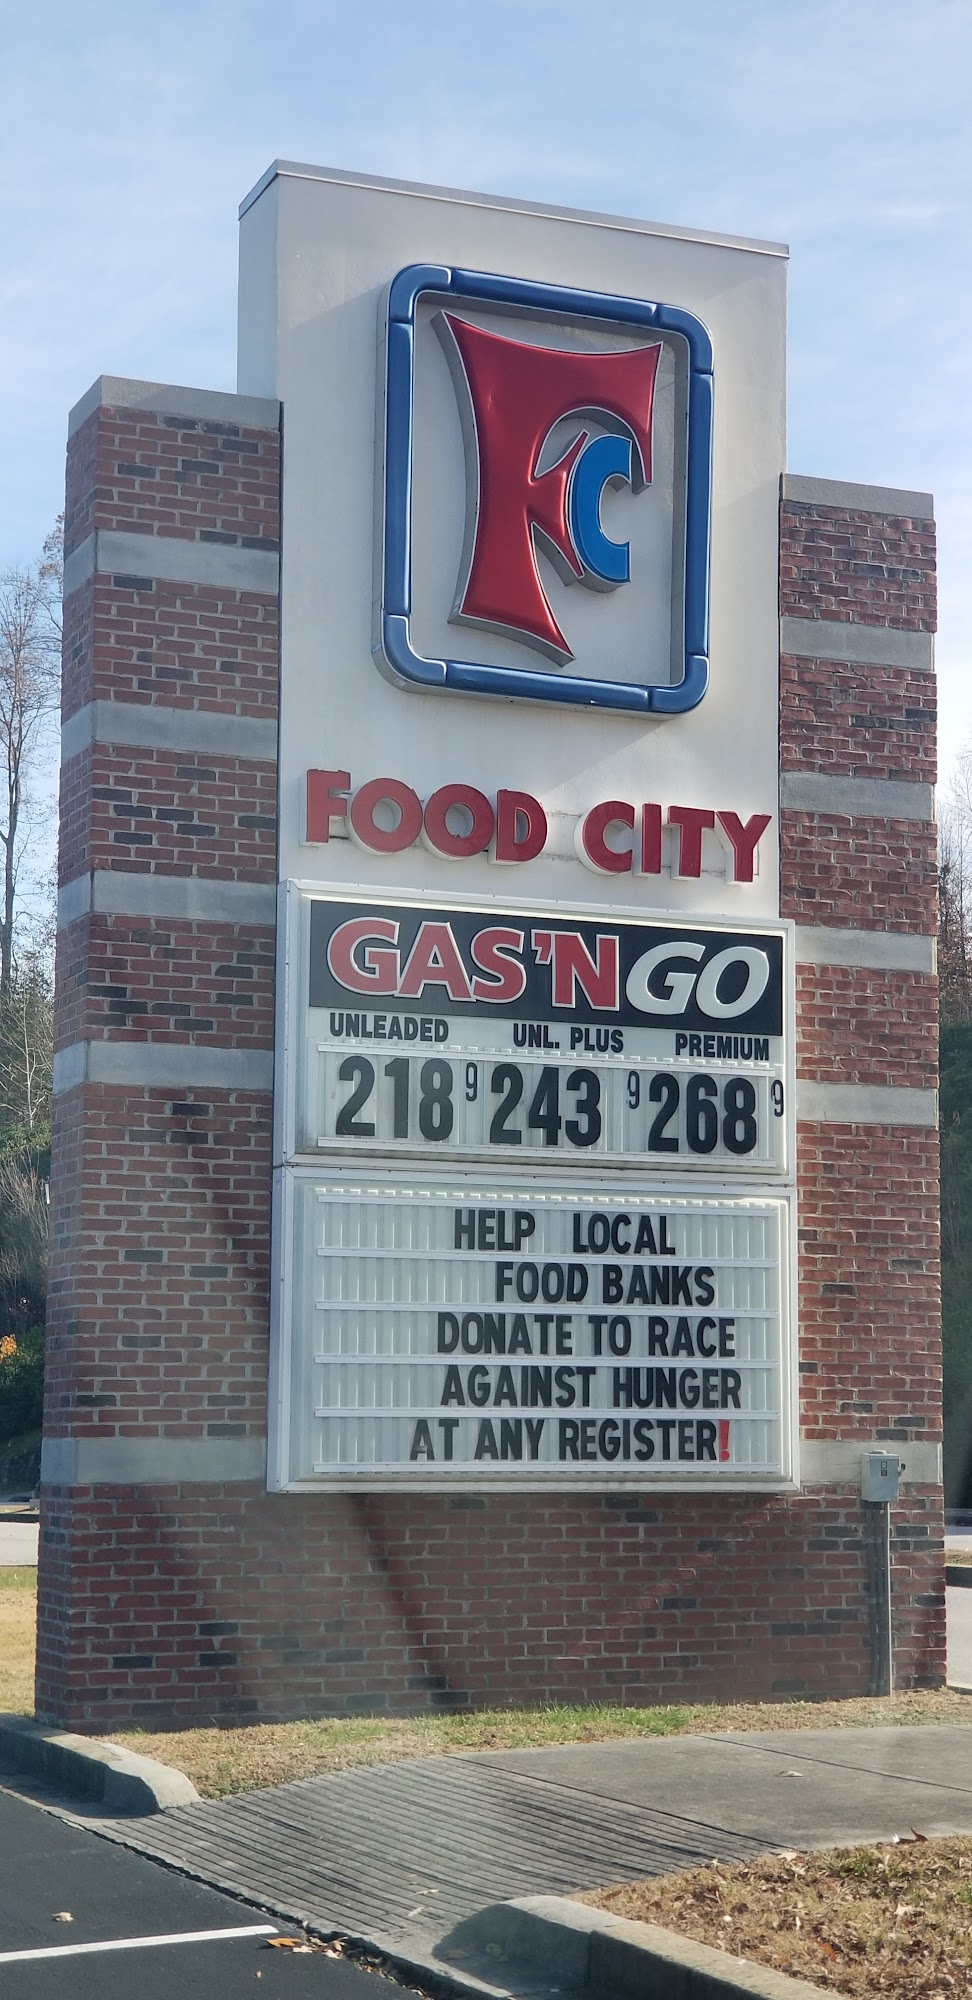 FC
FOOD CITY
GAS'N GO
UNLEADED UNL. PLUS PREMIUM
218 9 243 9 268 9
HELP LOCAL
FOOD BANKS
DONATE TO RACE
AGAINST HUNGER
AT ANY REGISTER!